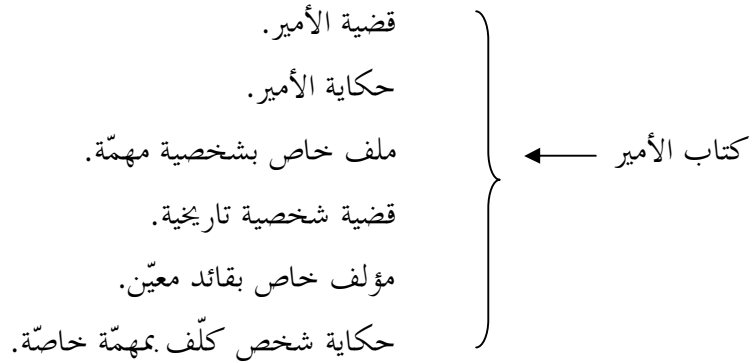 كتاب الأمير
قضية الأمير.
حكاية الأمير.
ملف خاص بشخصية مهمّة.
قضية شخصية تاريخية.
مؤلف خاص بقائد معيّن.
حكاية شخص كلّف بمهمّة خاصّة.